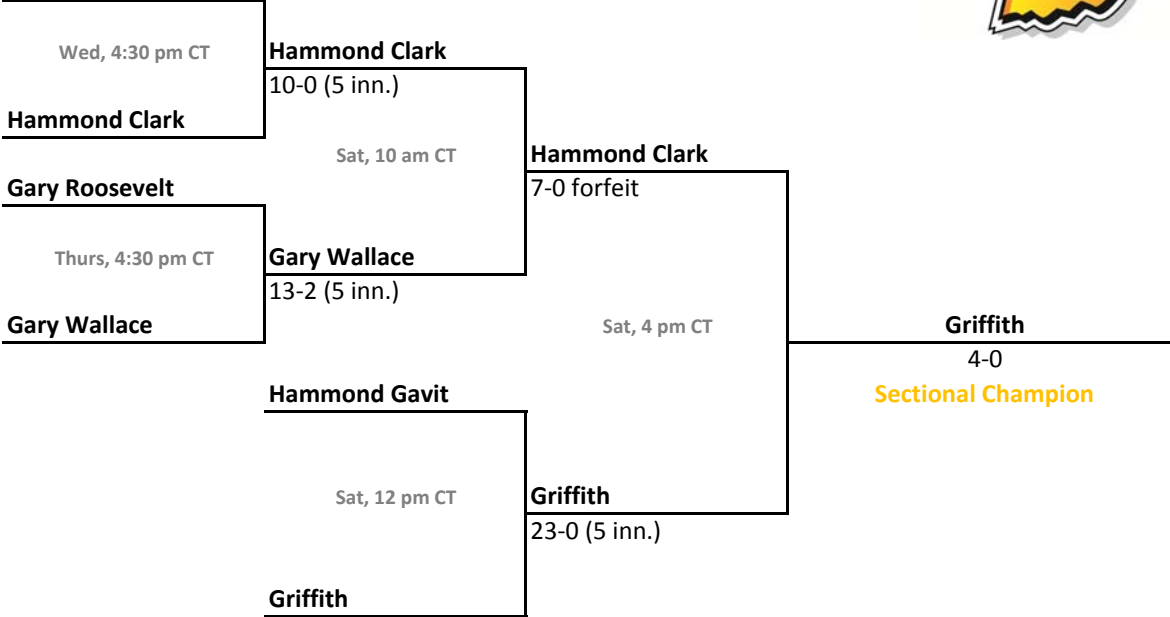 Wed, 4:30 pm CT
Hammond Clark
10-0 (5 inn.)
Hammond Clark
Sat, 10 am CT
Hammond Clark
7-0 forfeit
Gary Roosevelt
Thurs, 4:30 pm CT
Gary Wallace
13-2 (5 inn.)
Gary Wallace
Sat, 4 pm CT
Griffith
4-0
Sectional Champion
Hammond Gavit
Sat, 12 pm CT
Griffith
23-0 (5 inn.)
Griffith